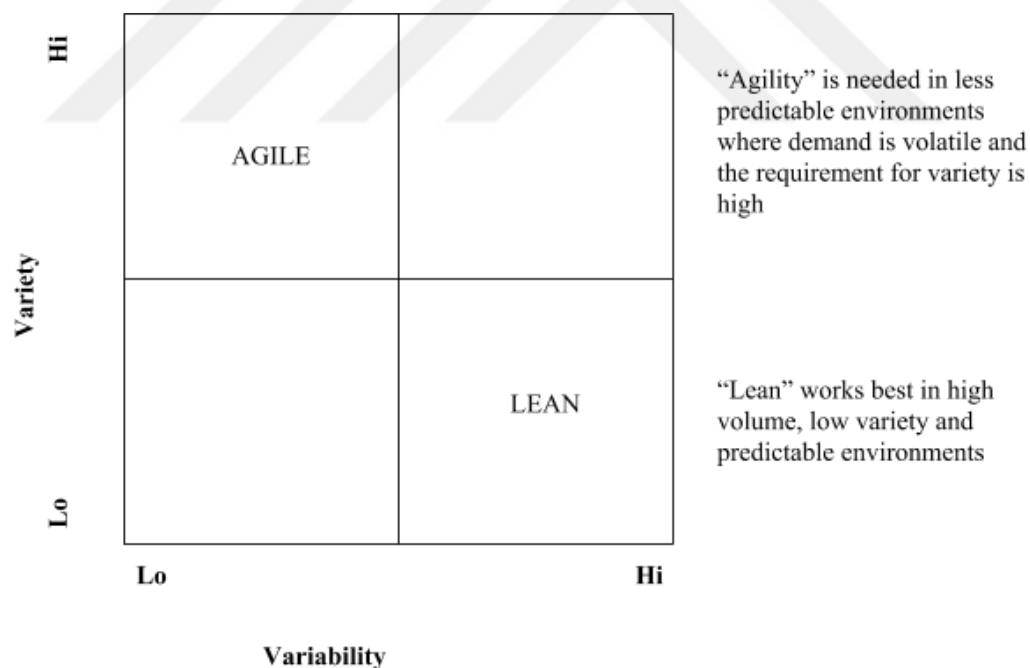 Hi
“Agility” is needed in less
predictable environments
where demand is volatile and
the requirement for variety is
high
AGILE
Variety
“Lean” works best in high
volume, low variety and
predictable environments
LEAN
Lo
Lo
Hi
Variability